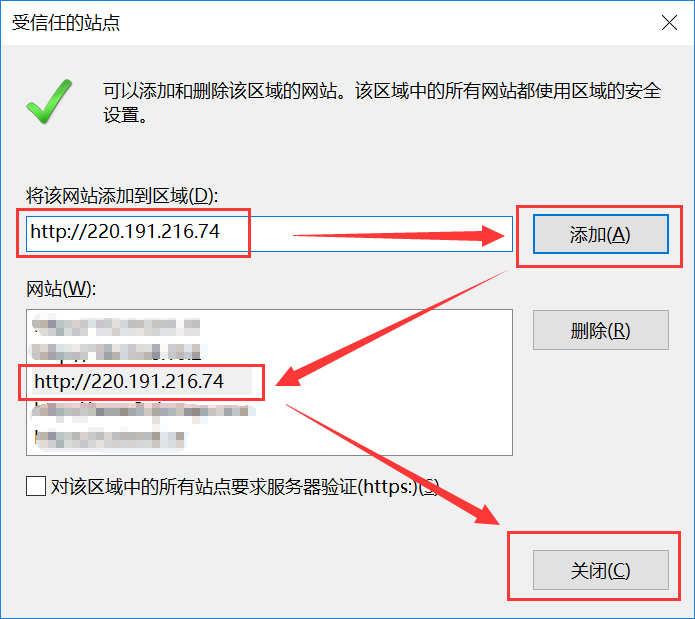 受信任的站点
可以添加和删除该区域的网站。该区域中的所有网站都使用区域的安全
设置。
将该网站添加到区域(D):
http://220.191.216.74
添加(A)
网站(W):
删除(R)
http://220.191.216.74
对该区域中的所有站点要求服务器验证(https:)(S)
关闭(C)